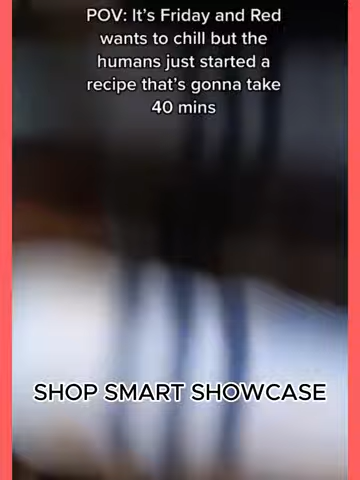 POV: It’s Friday and Red
wants to chill but the
humans just started a
recipe that’s gonna take
40 mins
SHOP SMART SHOWCASE